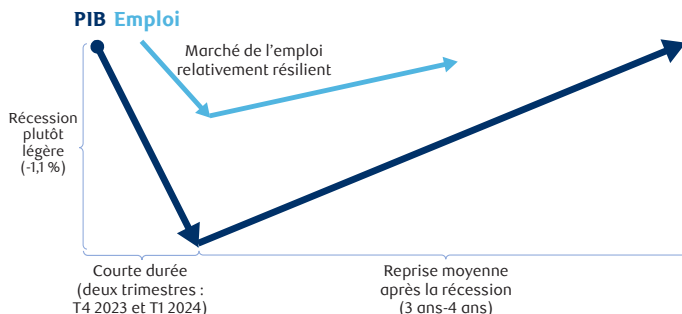 PIB Emploi
Marché de l'emploi
relativement résilient
Récession
plutôt
légère
(-1,1 %)
Courte durée
(deux trimestres :
T4 2023 et T1 2024)
Reprise moyenne
après la récession
(3 ans-4 ans)